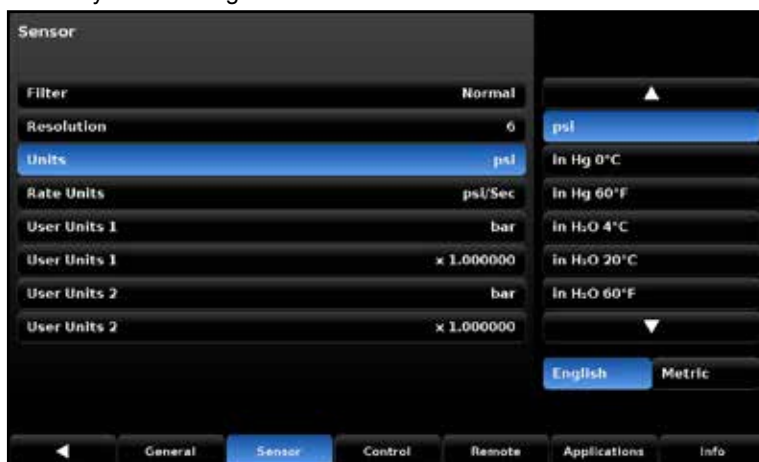 Sensor
Filter Normal
Resolution 6
Units psi
Rate Units psi/Sec
User Units 1 bar
User Units 1 x 1.000000
User Units 2 bar
User Units 2 x 1.000000
psi
in Hg 0°C
in Hg 60°F
in H₂O 4°C
in H₂O 20°C
in H₂O 60°F
English Metric
General Sensor Control Remote Applications Info